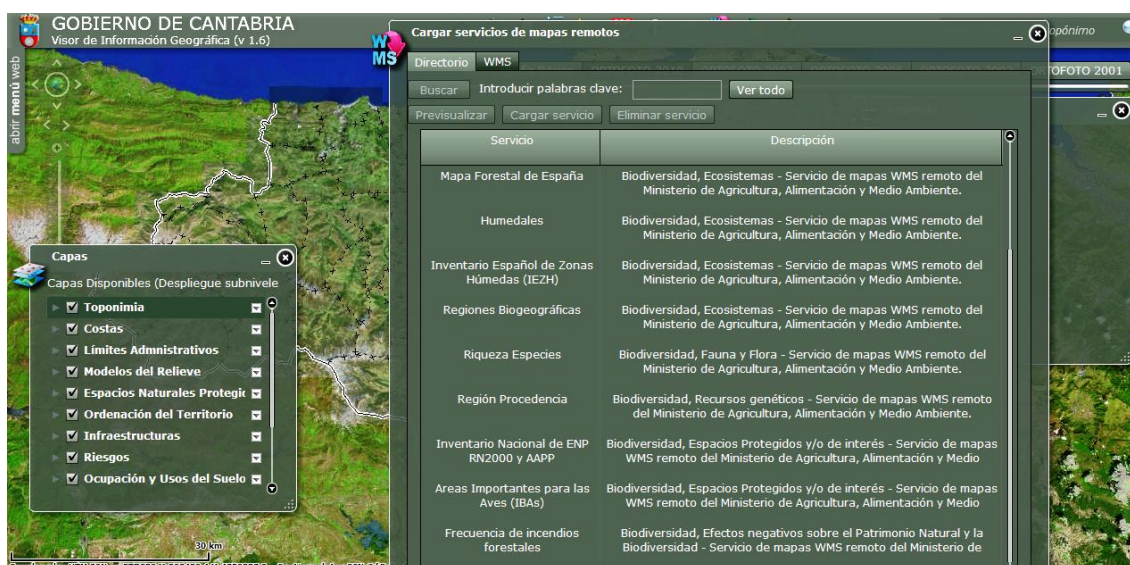 GOBIERNO DE CANTABRIA
Visor de Información Geográfica (v 1.6)
abrir menú web
WMS
Cargar servicios de mapas remotos
opónimo
ORTOFOTO 2001
Directorio WMS
Buscar Introducir palabras clave: Ver todo
Previsualizar Cargar servicio Eliminar servicio
Servicio Descripción
Mapa Forestal de España Biodiversidad, Ecosistemas - Servicio de mapas WMS remoto del
Ministerio de Agricultura, Alimentación y Medio Ambiente.
Humedales Biodiversidad, Ecosistemas - Servicio de mapas WMS remoto del
Ministerio de Agricultura, Alimentación y Medio Ambiente.
Inventario Español de Zonas Biodiversidad, Ecosistemas - Servicio de mapas WMS remoto del
Húmedas (IEZH) Ministerio de Agricultura, Alimentación y Medio Ambiente.
Regiones Biogeográficas Biodiversidad, Ecosistemas - Servicio de mapas WMS remoto del
Ministerio de Agricultura, Alimentación y Medio Ambiente.
Riqueza Especies Biodiversidad, Fauna y Flora - Servicio de mapas WMS remoto del
Ministerio de Agricultura, Alimentación y Medio Ambiente.
Región Procedencia Biodiversidad, Recursos genéticos - Servicio de mapas WMS remoto
del Ministerio de Agricultura, Alimentación y Medio Ambiente.
Inventario Nacional de ENP Biodiversidad, Espacios Protegidos y/o de interés - Servicio de mapas
RN2000 y AAPP WMS remoto del Ministerio de Agricultura, Alimentación y Medio
Areas Importantes para las Biodiversidad, Espacios Protegidos y/o de interés - Servicio de mapas
Aves (IBAs) WMS remoto del Ministerio de Agricultura, Alimentación y Medio
Frecuencia de incendios Biodiversidad, Efectos negativos sobre el Patrimonio Natural y la
forestales Biodiversidad - Servicio de mapas WMS remoto del Ministerio de
Capas
Capas Disponibles (Despliegue subnivele
Toponimia
Costas
Límites Admnistrativos
Modelos del Relieve
Espacios Naturales Protegic
Ordenación del Territorio
Infraestructuras
Riesgos
Ocupación y Usos del Suelo
30 km